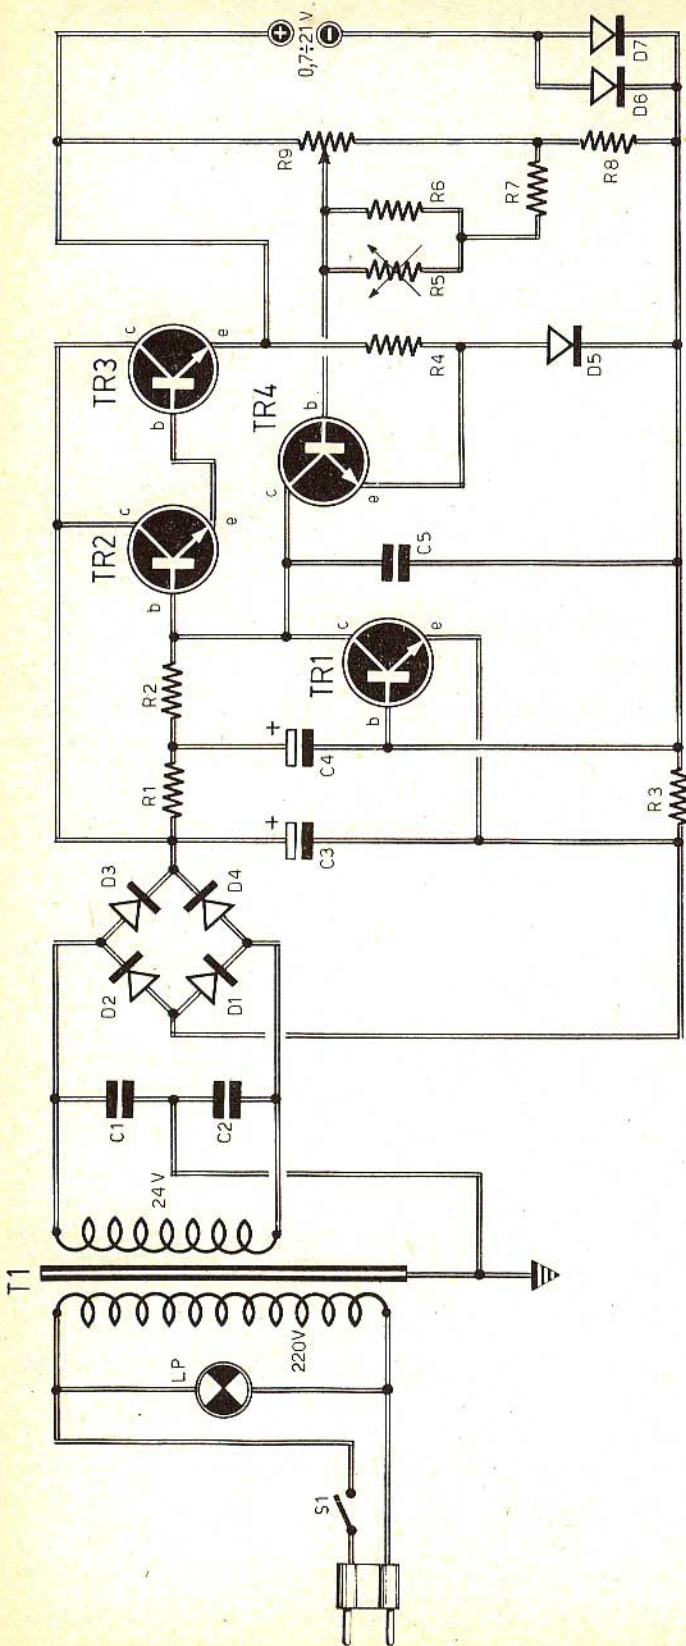 T1
S1
LP
220V
24V
C1
C2
D2
D3
D1
D4
R1
R2
+
C3
+
C4
TR1
b
c
e
TR2
b
c
e
TR3
b
c
e
TR4
b
c
e
C5
R3
R4
D5
R5
R6
R7
R8
R9
D6
D7
+
0,7÷21V
−